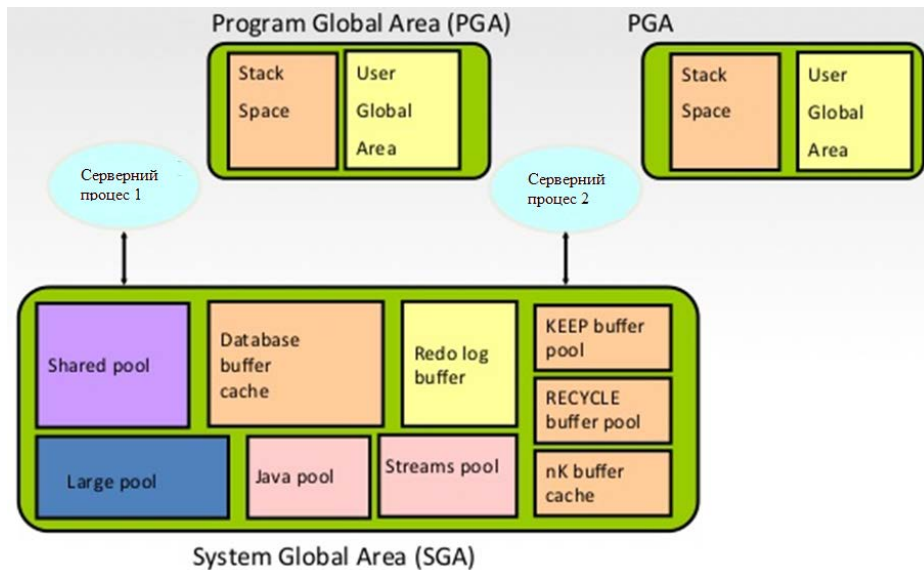 Program Global Area (PGA)
PGA
Stack
Space
User
Global
Area
Stack
Space
User
Global
Area
Серверний
процес 1
Серверний
процес 2
Shared pool
Database
buffer
cache
Redo log
buffer
KEEP buffer
pool
RECYCLE
buffer pool
nK buffer
cache
Large pool
Java pool
Streams pool
System Global Area (SGA)